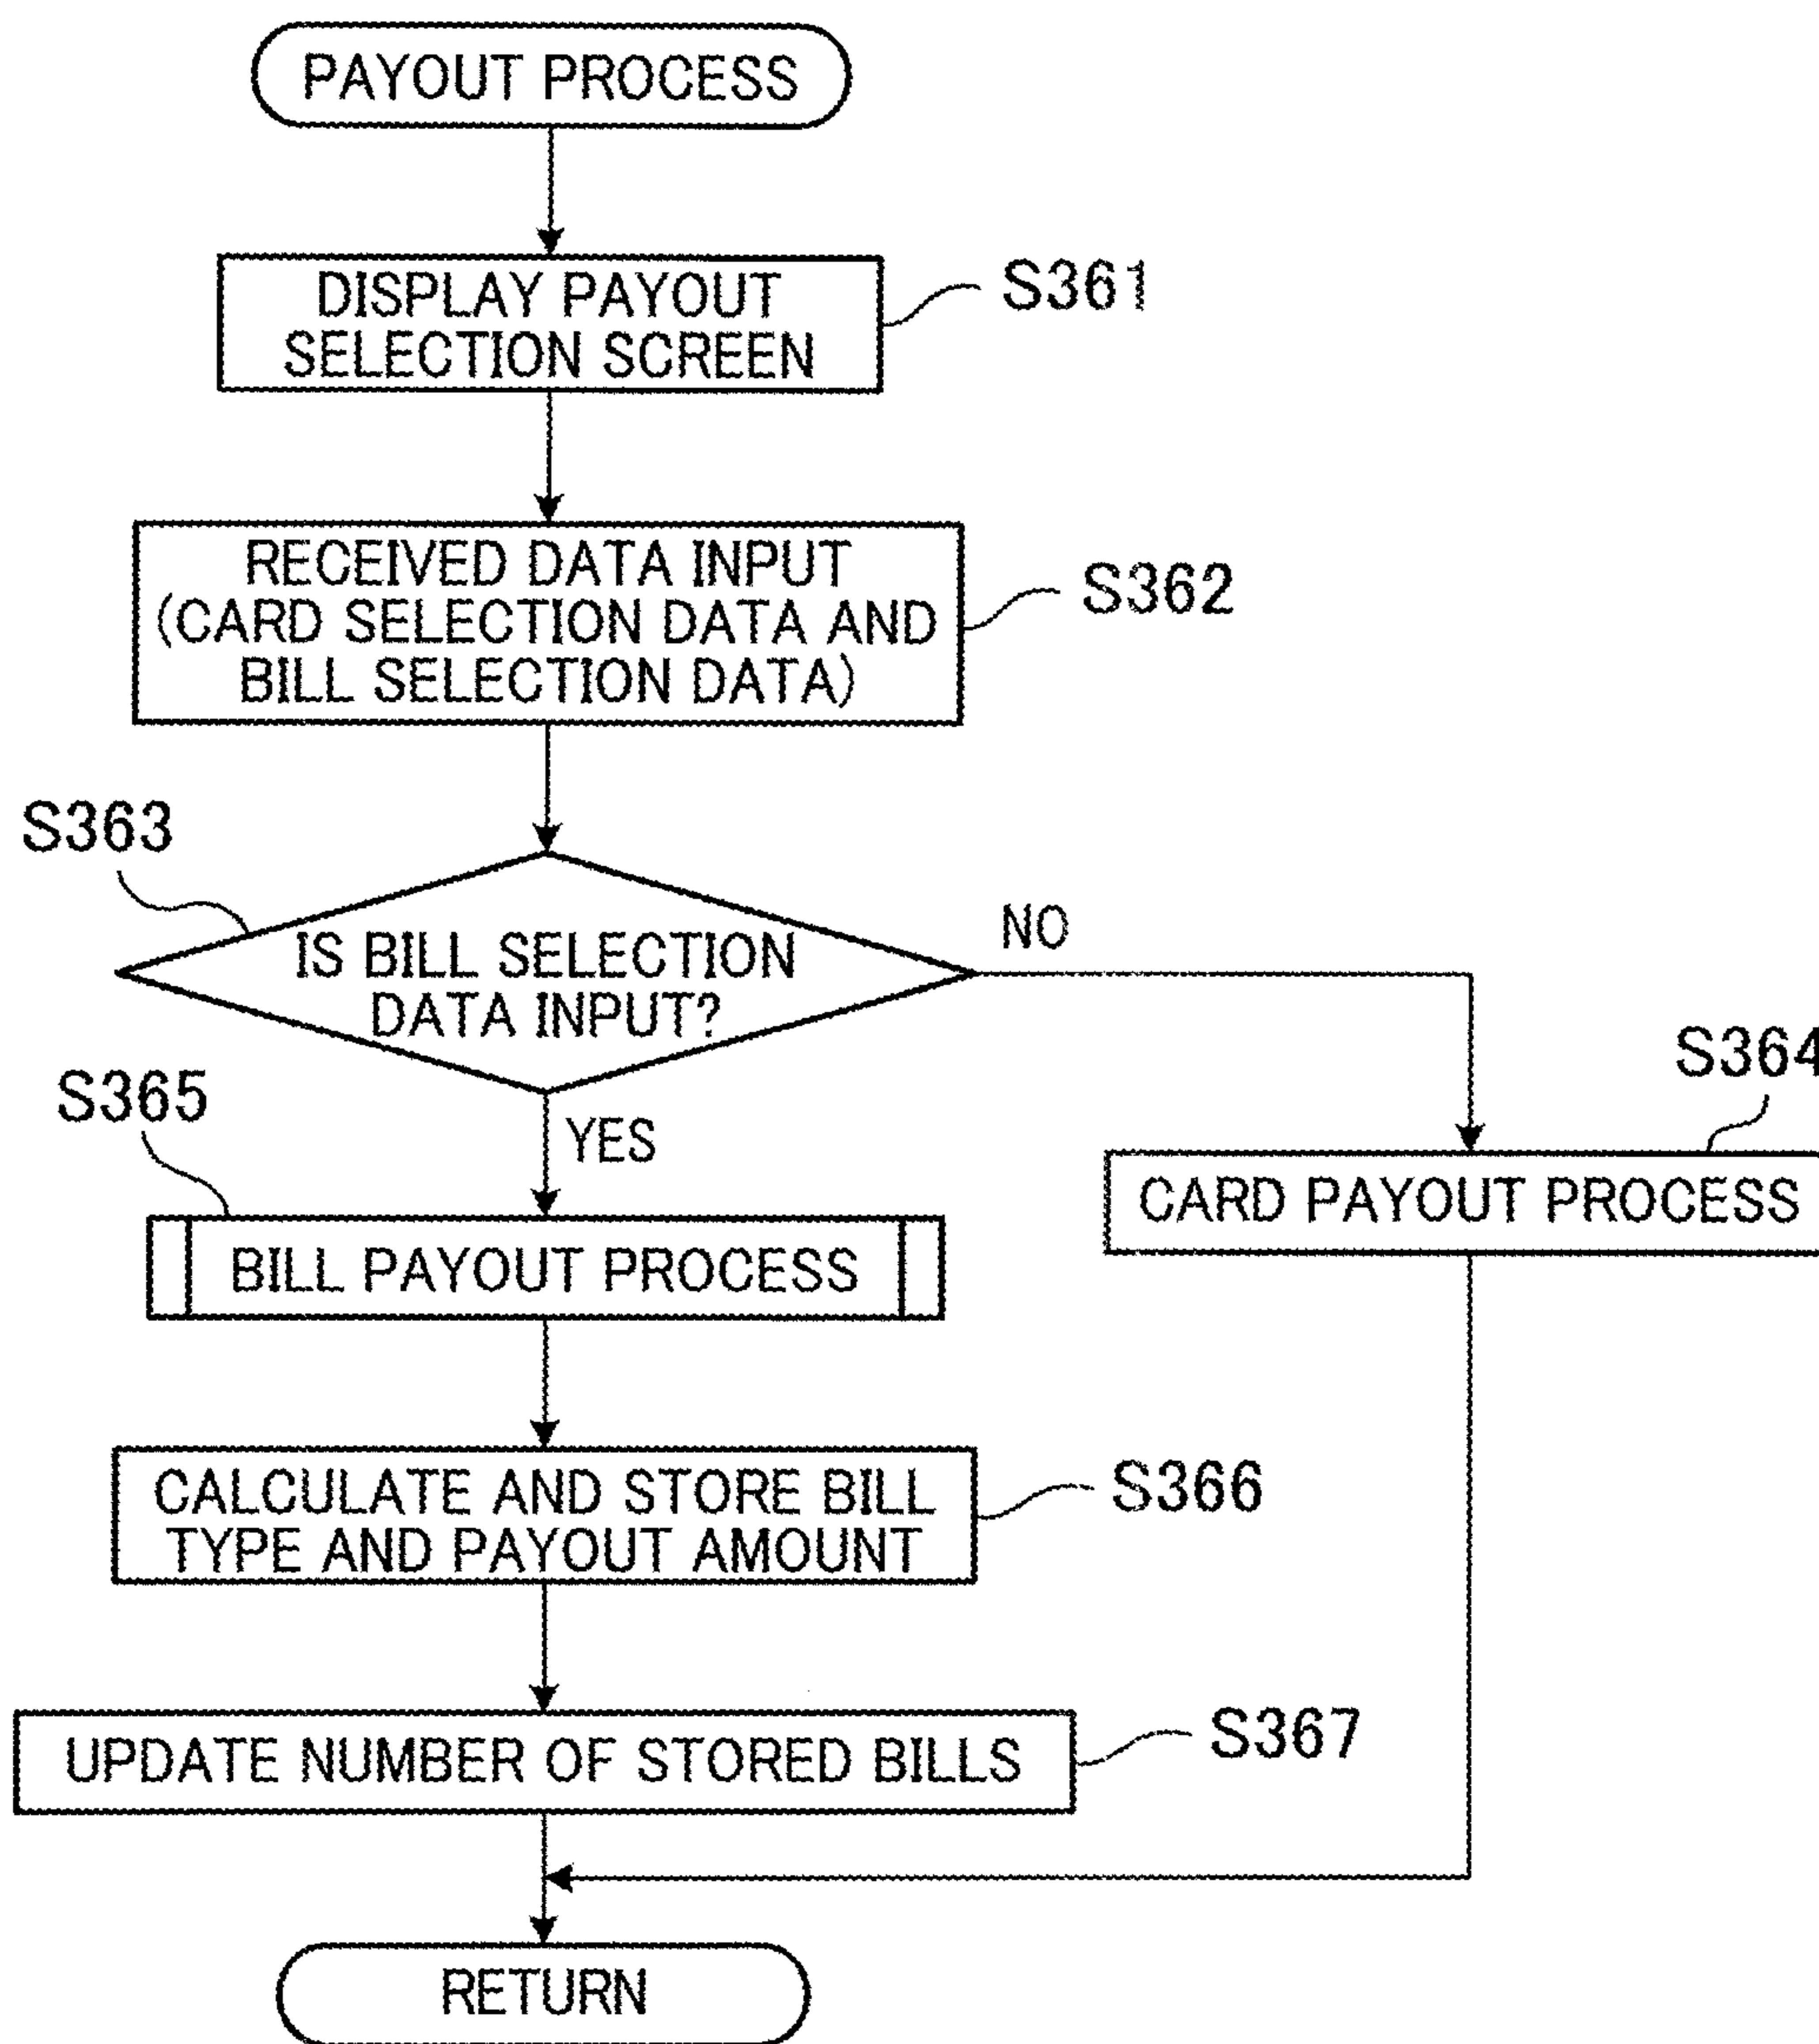 PAYOUT PROCESS
DISPLAY PAYOUT
SELECTION SCREEN
S361
RECEIVED DATA INPUT
(CARD SELECTION DATA AND
BILL SELECTION DATA)
S362
S363
IS BILL SELECTION
DATA INPUT?
NO
S364
S365
YES
CARD PAYOUT PROCESS
BILL PAYOUT PROCESS
CALCULATE AND STORE BILL
TYPE AND PAYOUT AMOUNT
S366
UPDATE NUMBER OF STORED BILLS
S367
RETURN